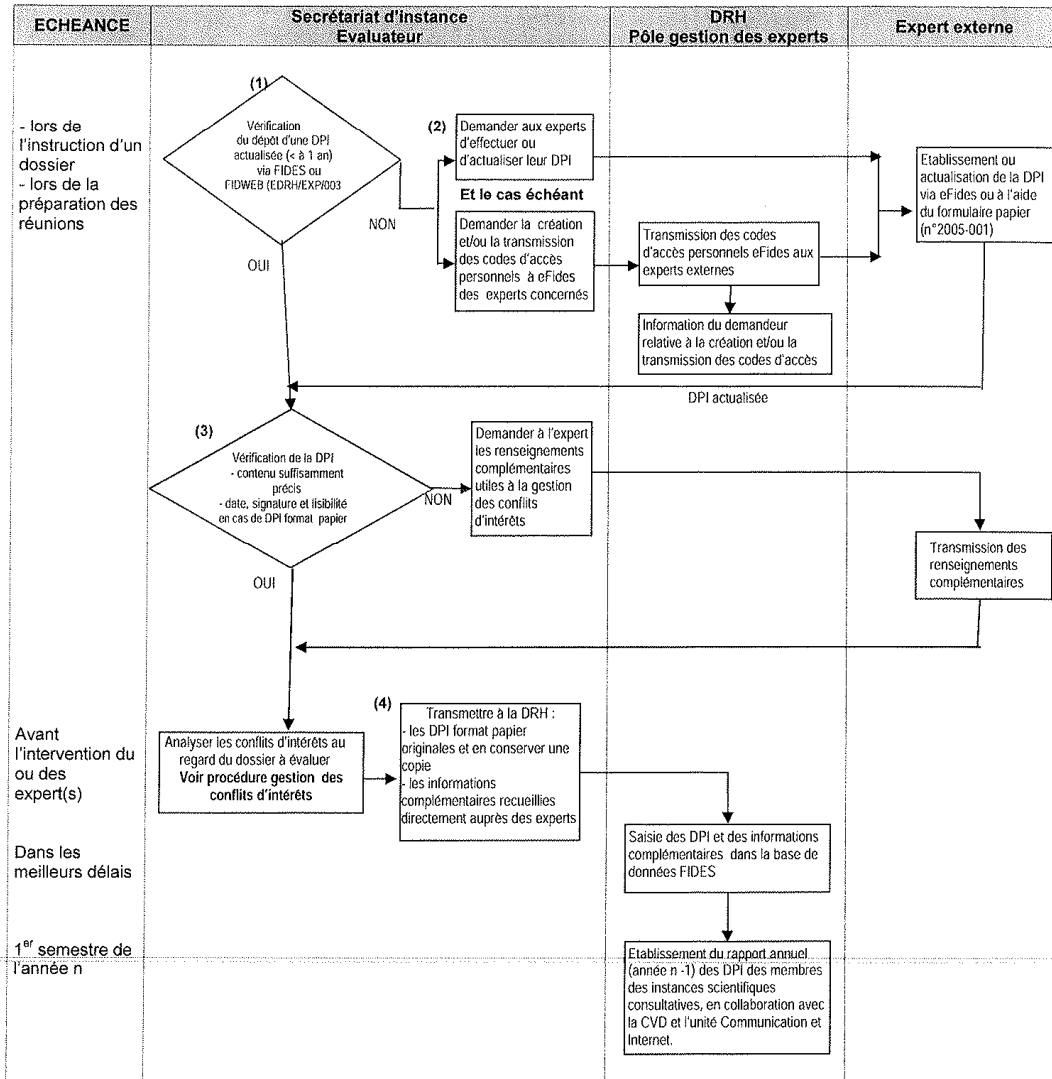 ECHEANCE
Secrétariat d'instance
Evaluateur
DRH
Pôle gestion des experts
Expert externe
- lors de
l'instruction d'un
dossier
- lors de la
préparation des
réunions
(1)
Vérification
du dépôt d'une DPI
actualisée (< à 1 an)
via FIDES ou
FIDWEB (EDRH/EXP/003
NON
OUI
(2)
Demander aux experts
d'effectuer ou
d'actualiser leur DPI
Et le cas échéant
Demander la création
et/ou la transmission
des codes d'accès
personnels à eFides
des experts concernés
Transmission des codes
d'accès personnels eFides aux
experts externes
Information du demandeur
relative à la création et/ou la
transmission des codes d'accès
Etablissement ou
actualisation de la DPI
via eFides ou à l'aide
du formulaire papier
(n°2005-001)
DPI actualisée
(3)
Vérification de la DPI
- contenu suffisamment
précis
- date, signature et lisibilité
en cas de DPI format papier
NON
OUI
Demander à l'expert
les renseignements
complémentaires
utiles à la gestion
des conflits
d'intérêts
Transmission des
renseignements
complémentaires
Avant
l'intervention du
ou des
expert(s)
Analyser les conflits d'intérêts au
regard du dossier à évaluer
Voir procédure gestion des
conflits d'intérêts
(4)
Transmettre à la DRH :
- les DPI format papier
originales et en conserver une
copie
- les informations
complémentaires recueillies
directement auprès des experts
Dans les
meilleurs délais
Saisie des DPI et des informations
complémentaires dans la base de
données FIDES
1er semestre de
l'année n
Etablissement du rapport annuel
(année n -1) des DPI des membres
des instances scientifiques
consultatives, en collaboration avec
la CVD et l'unité Communication et
Internet.